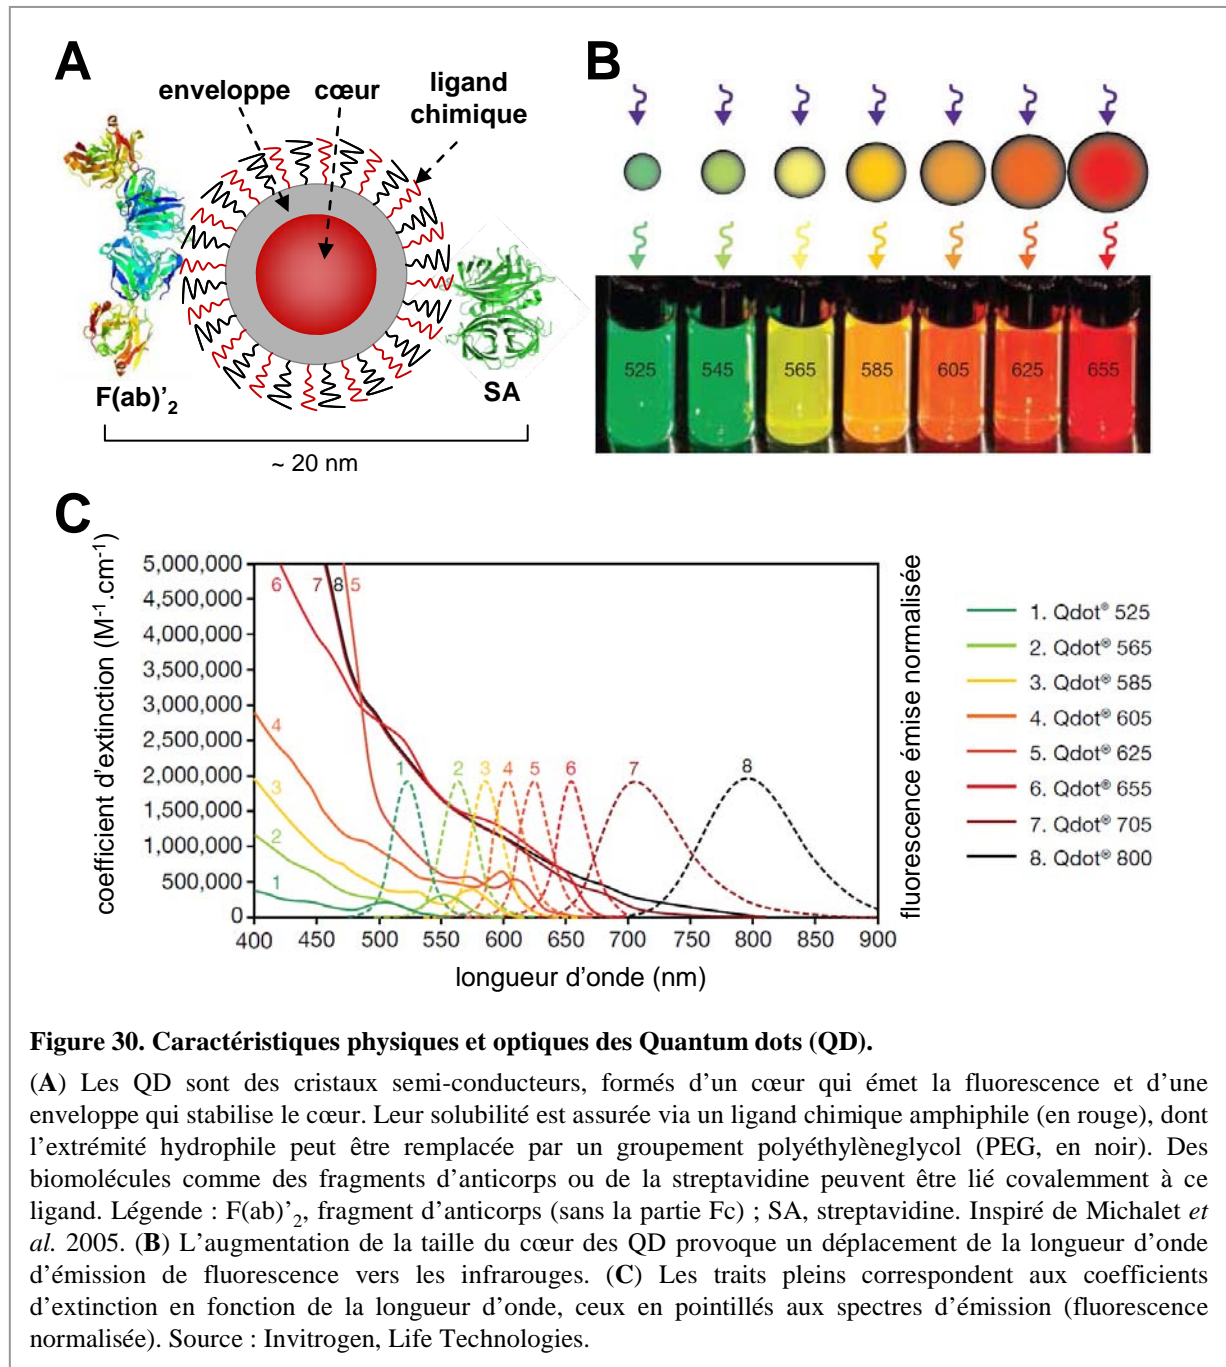 A
B
enveloppe cœur
ligand
chimique
F(ab)’2
SA
~ 20 nm
525 545 565 585 605 625 655
C
coefficient d’extinction (M-1.cm-1)
5,000,000
4,500,000
4,000,000
3,500,000
3,000,000
2,500,000
2,000,000
1,500,000
1,000,000
500,000
0
6 7 8 5
4
3
2
1
1 2 3 4 5 6 7 8
400 450 500 550 600 650 700 750 800 850 900
longueur d’onde (nm)
fluorescence émise normalisée
1. Qdot® 525
2. Qdot® 565
3. Qdot® 585
4. Qdot® 605
5. Qdot® 625
6. Qdot® 655
7. Qdot® 705
8. Qdot® 800
Figure 30. Caractéristiques physiques et optiques des Quantum dots (QD).
(A) Les QD sont des cristaux semi-conducteurs, formés d’un cœur qui émet la fluorescence et d’une
enveloppe qui stabilise le cœur. Leur solubilité est assurée via un ligand chimique amphiphile (en rouge), dont
l’extrémité hydrophile peut être remplacée par un groupement polyéthylèneglycol (PEG, en noir). Des
biomolécules comme des fragments d’anticorps ou de la streptavidine peuvent être lié covalemment à ce
ligand. Légende : F(ab)’2, fragment d’anticorps (sans la partie Fc) ; SA, streptavidine. Inspiré de Michalet et
al. 2005. (B) L’augmentation de la taille du cœur des QD provoque un déplacement de la longueur d’onde
d’émission de fluorescence vers les infrarouges. (C) Les traits pleins correspondent aux coefficients
d’extinction en fonction de la longueur d’onde, ceux en pointillés aux spectres d’émission (fluorescence
normalisée). Source : Invitrogen, Life Technologies.